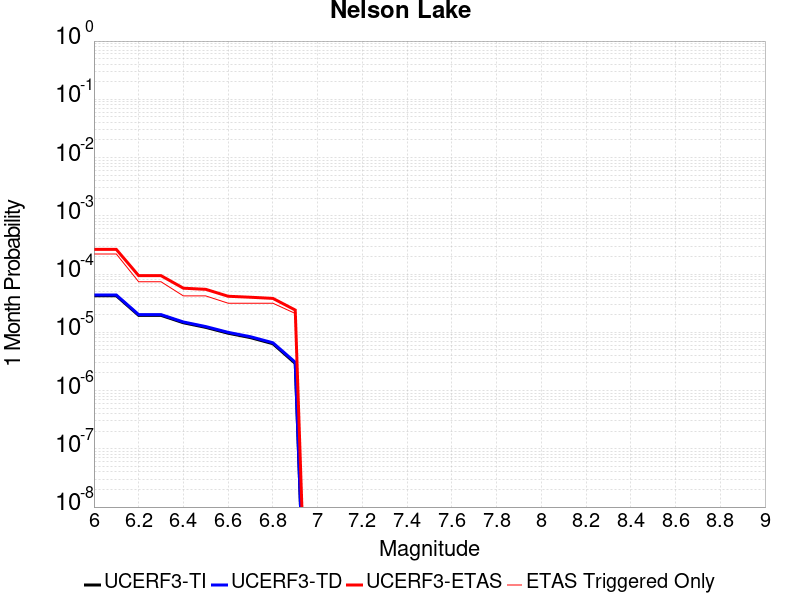 Nelson Lake
10^0
10^-1
10^-2
10^-3
10^-4
10^-5
10^-6
10^-7
10^-8
1 Month Probability
6 6.2 6.4 6.6 6.8 7 7.2 7.4 7.6 7.8 8 8.2 8.4 8.6 8.8 9
Magnitude
UCERF3-TI UCERF3-TD UCERF3-ETAS ETAS Triggered Only